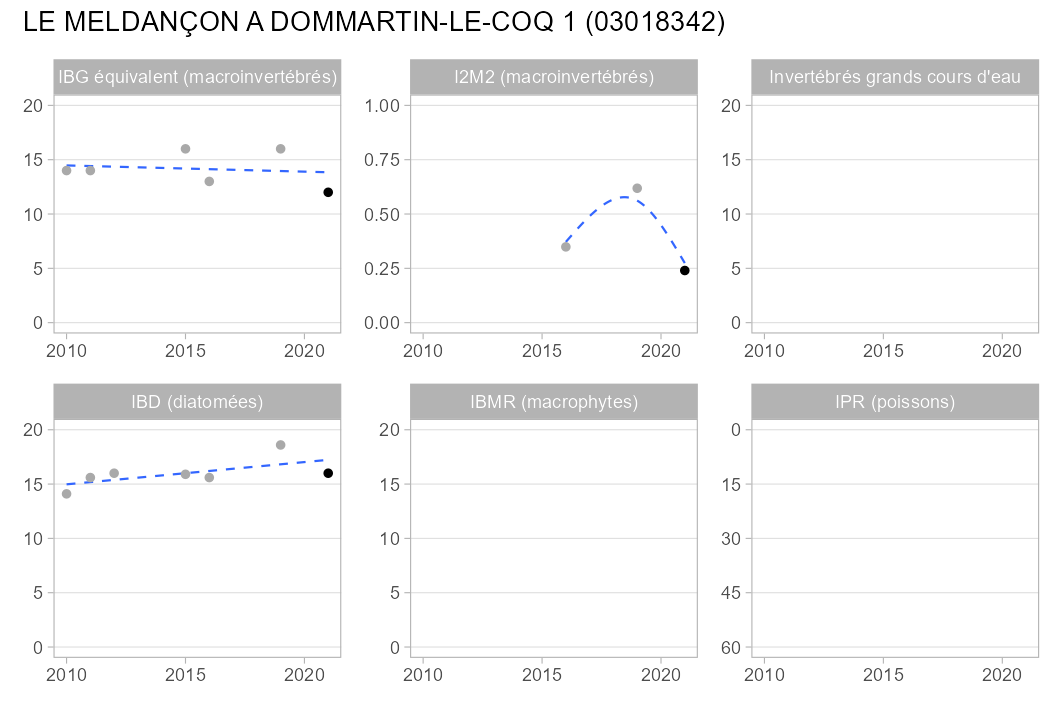 LE MELDANÇON A DOMMARTIN-LE-COQ 1 (03018342)
IBG équivalent (macroinvertébrés)
20
15
10
5
0
2010 2015 2020
I2M2 (macroinvertébrés)
1.00
0.75
0.50
0.25
0.00
2010 2015 2020
Invertébrés grands cours d'eau
20
15
10
5
0
2010 2015 2020
IBD (diatomées)
20
15
10
5
0
2010 2015 2020
IBMR (macrophytes)
20
15
10
5
0
2010 2015 2020
IPR (poissons)
0
15
30
45
60
2010 2015 2020